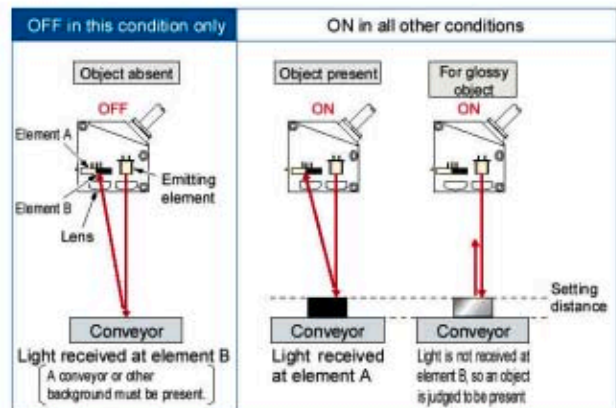 OFF in this condition only
ON in all other conditions
Object absent
OFF
Element A
Element B
Lens
Emitting
element
Conveyor
Light received at element B
A conveyor or other
background must be present.
Object present
ON
Conveyor
Light received
at element A
For glossy
object
ON
Setting
distance
Conveyor
Light is not received at
element B, so an object
is judged to be present